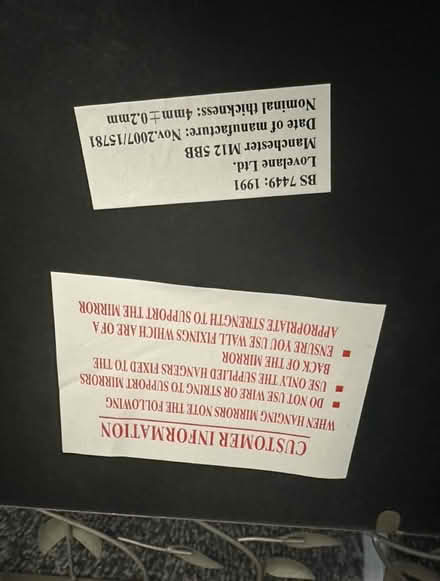 CUSTOMER INFORMATION
WHEN HANGING MIRRORS NOTE THE FOLLOWING
■ DO NOT USE WIRE OR STRING TO SUPPORT MIRRORS
■ USE ONLY THE SUPPLIED HANGERS FIXED TO THE
BACK OF THE MIRROR
■ ENSURE YOU USE WALL FIXINGS WHICH ARE OF A
APPROPRIATE STRENGTH TO SUPPORT THE MIRROR
BS 7449: 1991
Lovelane Ltd.
Manchester M12 5BB
Date of manufacture: Nov.2007/15781
Nominal thickness: 4mm±0.2mm